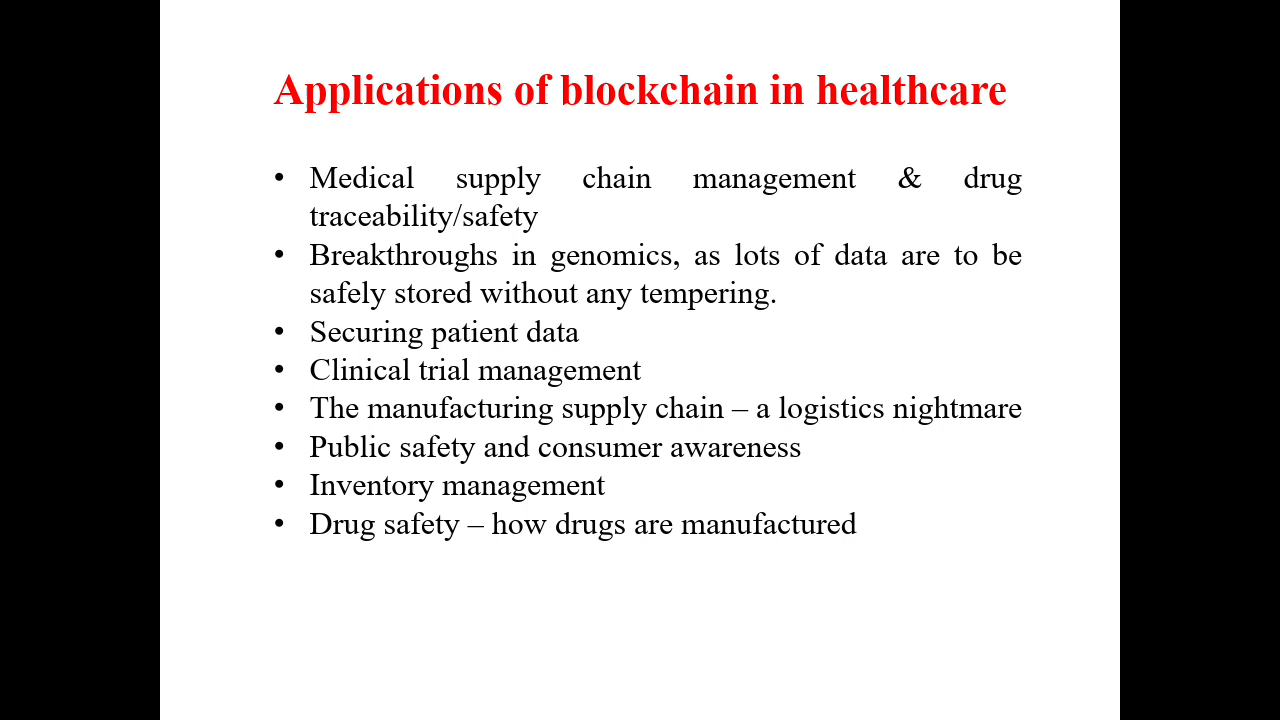 Applications of blockchain in healthcare
• Medical supply chain management & drug
traceability/safety
• Breakthroughs in genomics, as lots of data are to be
safely stored without any tempering.
• Securing patient data
• Clinical trial management
• The manufacturing supply chain – a logistics nightmare
• Public safety and consumer awareness
• Inventory management
• Drug safety – how drugs are manufactured